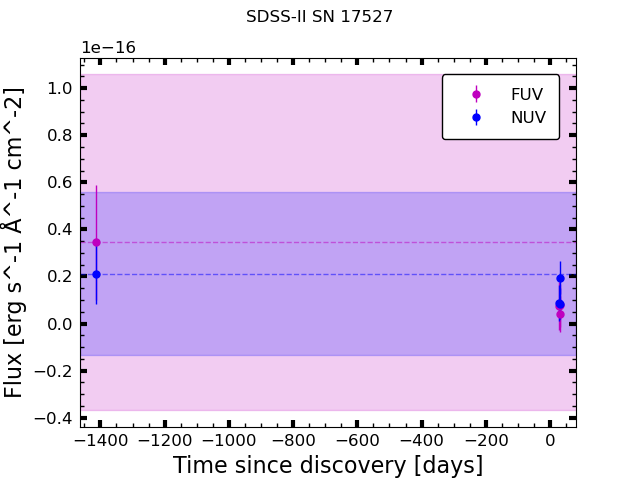 SDSS-II SN 17527
1e−16
FUV
NUV
1.0
0.8
0.6
0.4
0.2
0.0
−0.2
−0.4
Flux [erg s^-1 Å^-1 cm^-2]
−1400 −1200 −1000 −800 −600 −400 −200 0
Time since discovery [days]